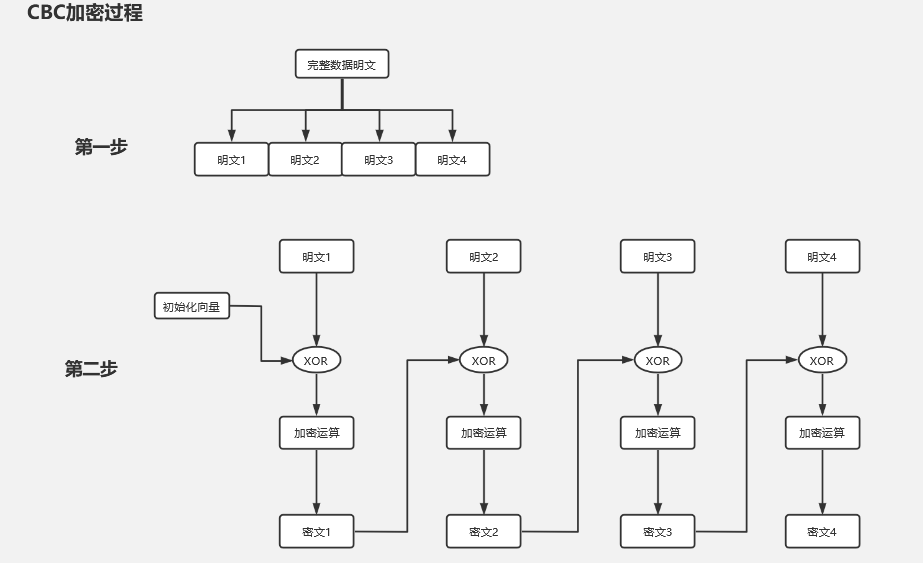 CBC加密过程
完整数据明文
第一步
明文1 明文2 明文3 明文4
明文1 明文2 明文3 明文4
初始化向量
XOR XOR XOR XOR
第二步
加密运算 加密运算 加密运算 加密运算
密文1 密文2 密文3 密文4